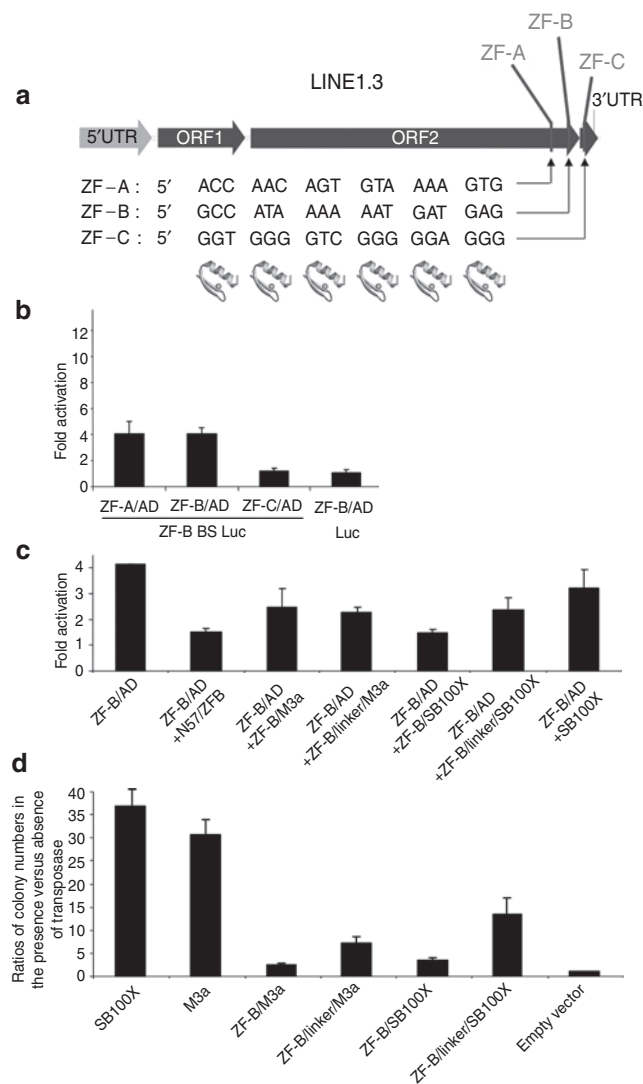 ZF-B
ZF-A
ZF-C
LINE1.3
3′UTR
a
5′UTR ORF1 ORF2
ZF–A : 5′ ACC AAC AGT GTA AAA GTG
ZF–B : 5′ GCC ATA AAA AAT GAT GAG
ZF–C : 5′ GGT GGG GTC GGG GGA GGG
b
Fold activation
12
10
8
6
4
2
0
ZF-A/AD ZF-B/AD ZF-C/AD ZF-B/AD
ZF-B BS Luc Luc
c
Fold activation
4
3
2
1
0
ZF-B/AD
ZF-B/AD
+N57/ZFB
ZF-B/AD
+ZF-B/M3a
ZF-B/AD
+ZF-B/linker/M3a
ZF-B/AD
+ZF-B/SB100X
ZF-B/AD
+ZF-B/linker/SB100X
ZF-B/AD
+SB100X
d
Ratios of colony numbers in
the presence versus absence
of transposase
40
35
30
25
20
15
10
5
0
SB100X
M3a
ZF-B/M3a
ZF-B/linker/M3a
ZF-B/SB100X
ZF-B/linker/SB100X
Empty vector